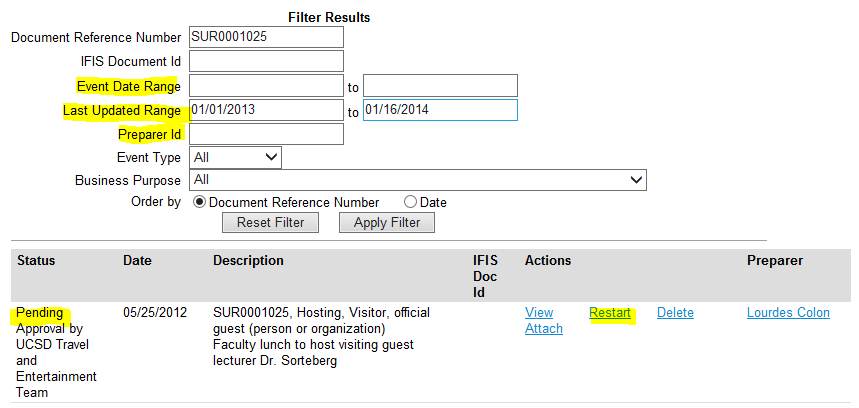 Filter Results
Document Reference Number SUR0001025
IFIS Document Id
Event Date Range to
Last Updated Range 01/01/2013 to 01/16/2014
Preparer Id
Event Type All
Business Purpose All
Order by Document Reference Number Date
Reset Filter Apply Filter
Status Date Description IFIS Doc Id Actions Preparer
Pending 05/25/2012 SUR0001025, Hosting, Visitor, official View Restart Delete Lourdes Colon
Approval by guest (person or organization) Attach
UCSD Travel Faculty lunch to host visiting guest
and lecturer Dr. Sorteberg
Entertainment
Team